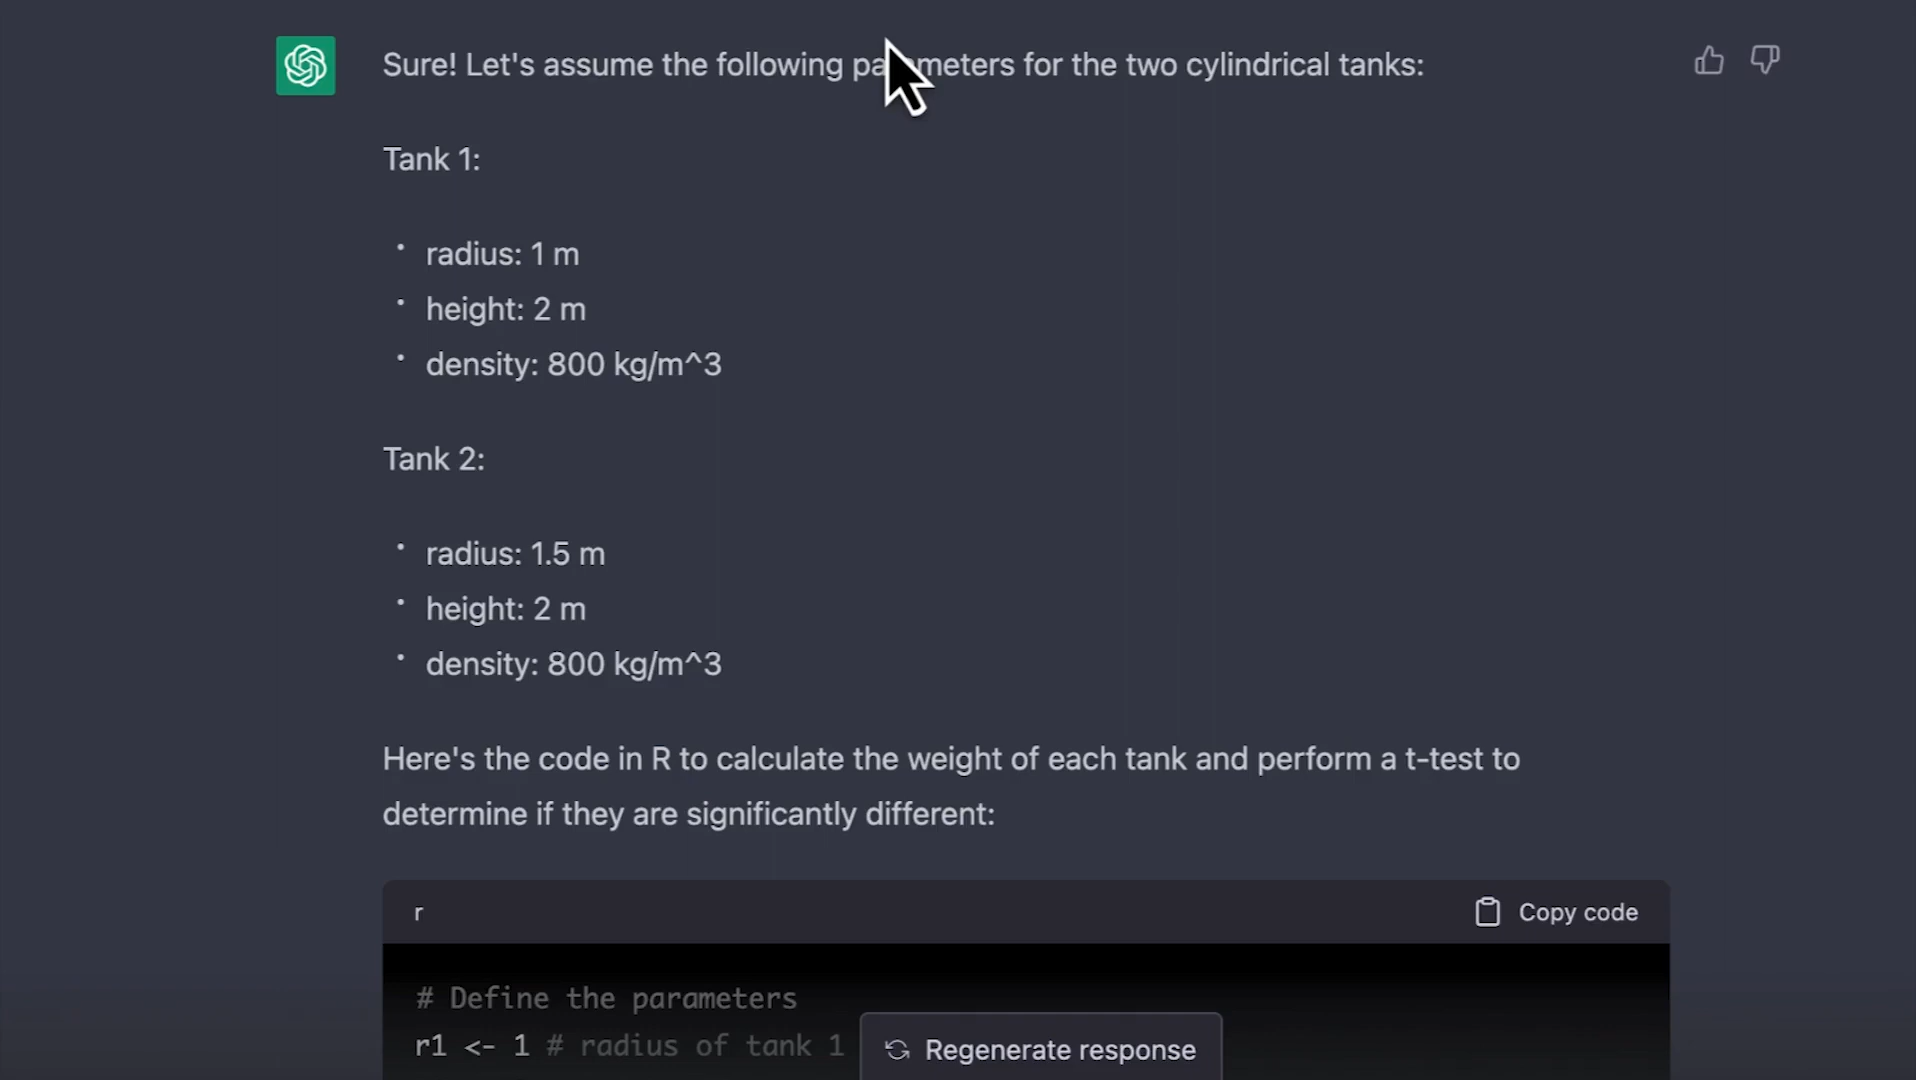 Sure! Let's assume the following parameters for the two cylindrical tanks:
Tank 1:
• radius: 1 m
• height: 2 m
• density: 800 kg/m^3
Tank 2:
• radius: 1.5 m
• height: 2 m
• density: 800 kg/m^3
Here's the code in R to calculate the weight of each tank and perform a t-test to
determine if they are significantly different:
r
Copy code
# Define the parameters
r1 <- 1 # radius of tank 1
Regenerate response